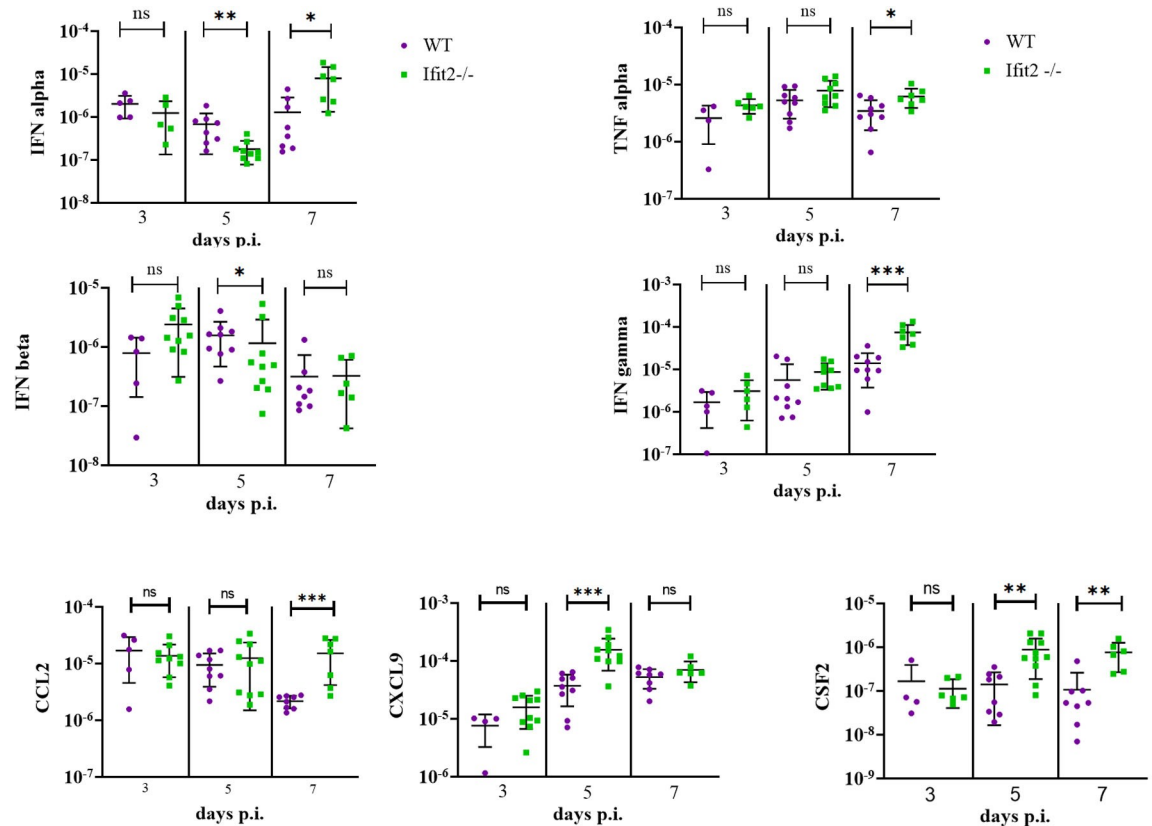 ns ** *
10⁻⁴
10⁻⁵
10⁻⁶
10⁻⁷
10⁻⁸
IFN alpha
3 5 7
days p.i.
WT
Ifit2-/-
ns ns *
10⁻⁴
10⁻⁵
10⁻⁶
10⁻⁷
TNF alpha
3 5 7
days p.i.
WT
Ifit2 -/-
ns * ns
10⁻⁵
10⁻⁶
10⁻⁷
10⁻⁸
IFN beta
3 5 7
days p.i.
ns ns ***
10⁻³
10⁻⁴
10⁻⁵
10⁻⁶
10⁻⁷
IFN gamma
3 5 7
days p.i.
ns ns ***
10⁻⁴
10⁻⁵
10⁻⁶
10⁻⁷
CCL2
3 5 7
days p.i.
ns *** ns
10⁻³
10⁻⁴
10⁻⁵
10⁻⁶
CXCL9
3 5 7
days p.i.
ns ** **
10⁻⁵
10⁻⁶
10⁻⁷
10⁻⁸
10⁻⁹
CSF2
3 5 7
days p.i.